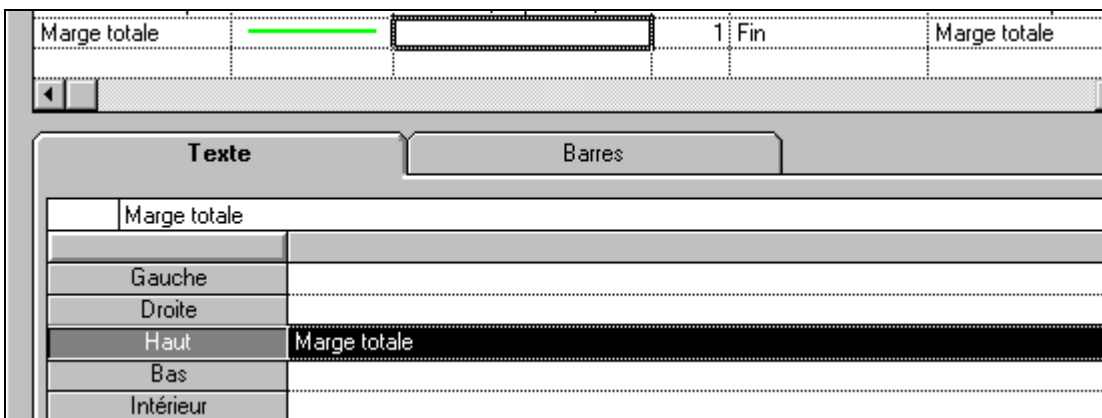 Marge totale 1 Fin Marge totale
Texte Barres
Marge totale
Gauche
Droite
Haut Marge totale
Bas
Intérieur